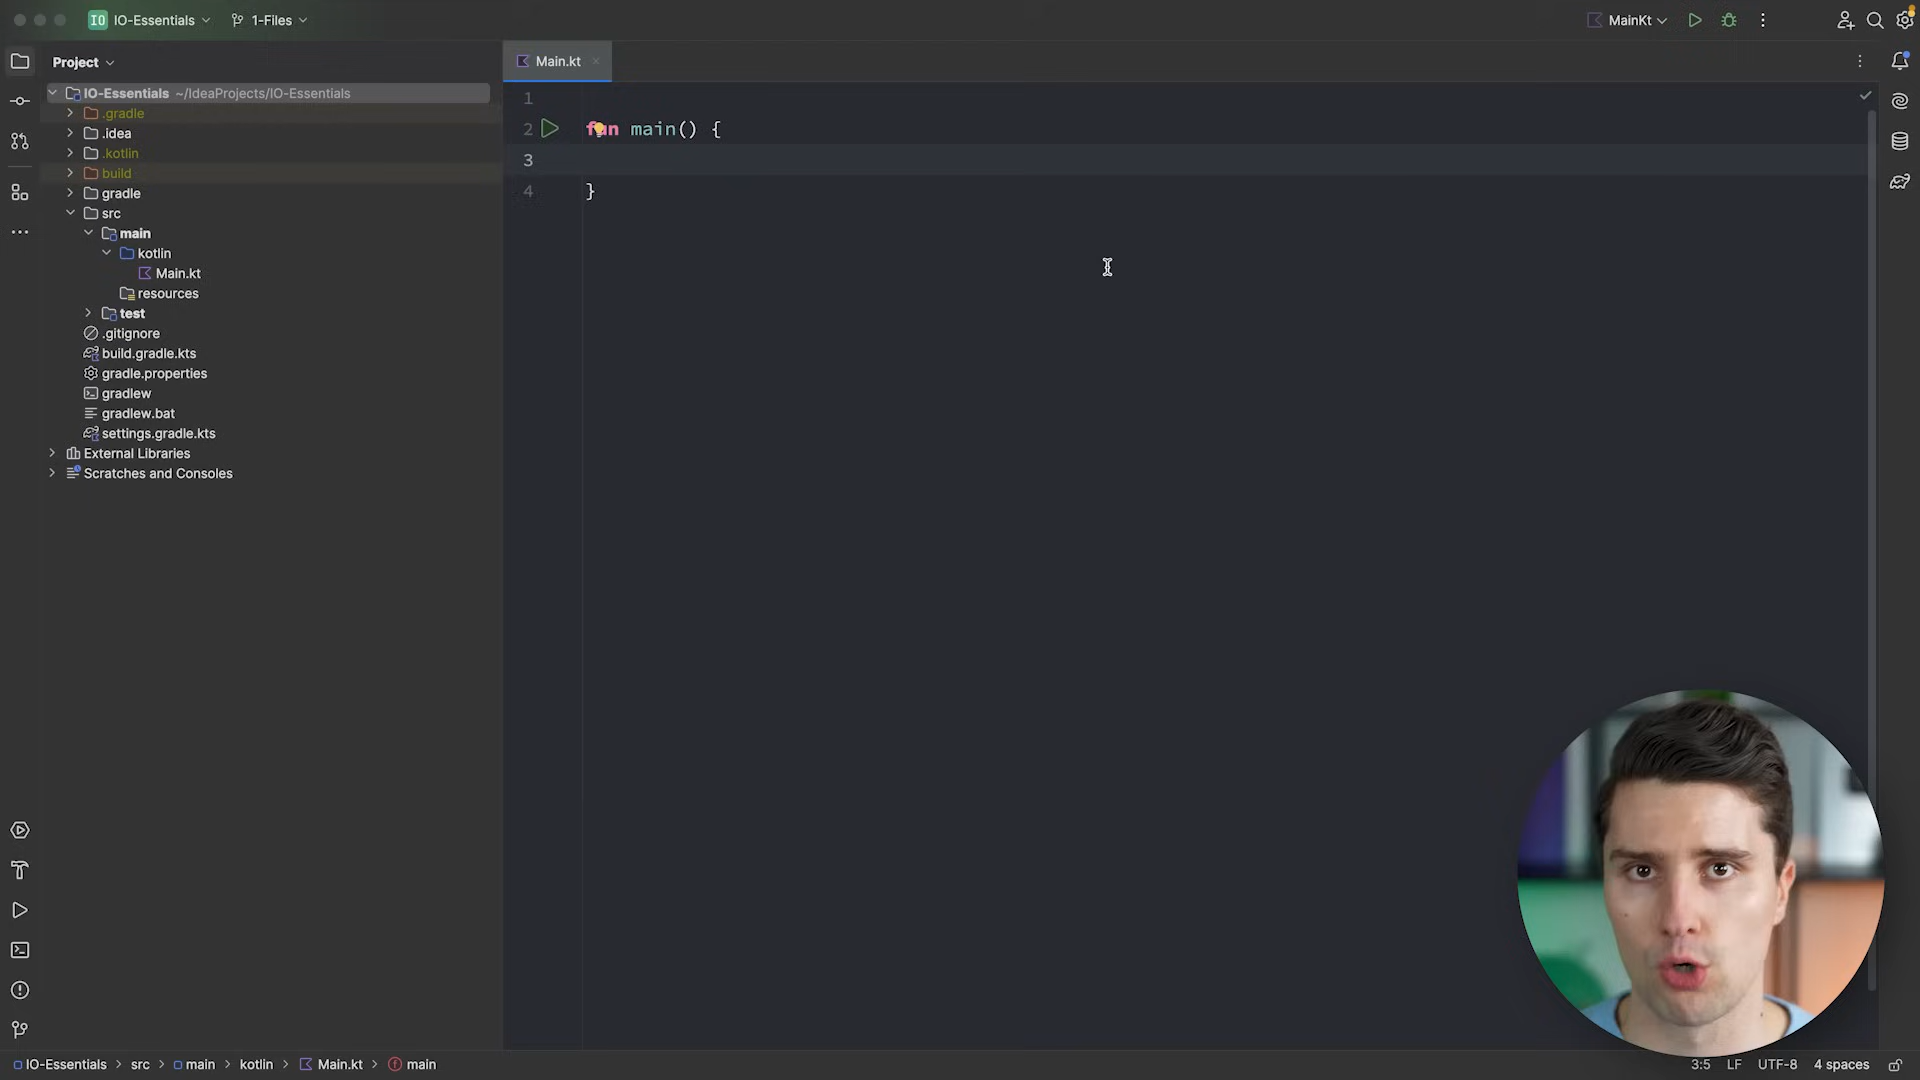 IO IO-Essentials 1-Files MainKt
Project
Main.kt
IO-Essentials ~/IdeaProjects/IO-Essentials
.gradle
.idea
.kotlin
build
gradle
src
main
kotlin
Main.kt
resources
test
.gitignore
build.gradle.kts
gradle.properties
gradlew
gradlew.bat
settings.gradle.kts
External Libraries
Scratches and Consoles
1
2 fun main() {
3
4 }
IO-Essentials > src > main > kotlin > Main.kt > main
3:5 LF UTF-8 4 spaces